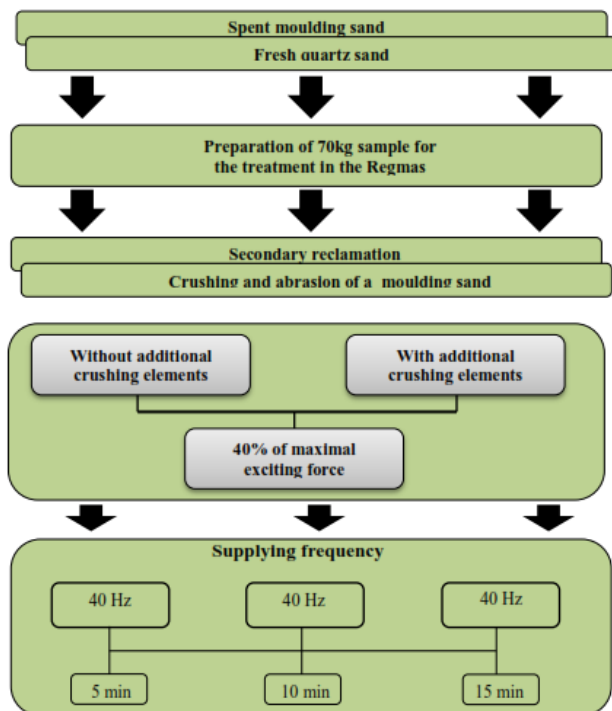 Spent moulding sand
Fresh quartz sand
Preparation of 70kg sample for
the treatment in the Regmas
Secondary reclamation
Crushing and abrasion of a moulding sand
Without additional
crushing elements
With additional
crushing elements
40% of maximal
exciting force
Supplying frequency
40 Hz
40 Hz
40 Hz
5 min
10 min
15 min